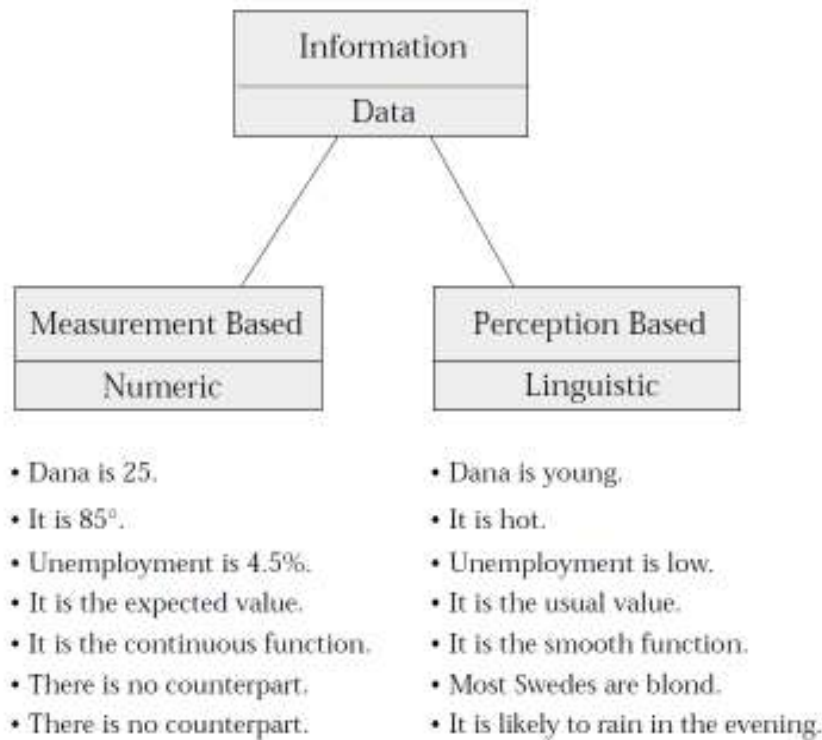 Information
Data
Measurement Based
Numeric
Perception Based
Linguistic
• Dana is 25.
• It is 85°.
• Unemployment is 4.5%.
• It is the expected value.
• It is the continuous function.
• There is no counterpart.
• There is no counterpart.
• Dana is young.
• It is hot.
• Unemployment is low.
• It is the usual value.
• It is the smooth function.
• Most Swedes are blond.
• It is likely to rain in the evening.